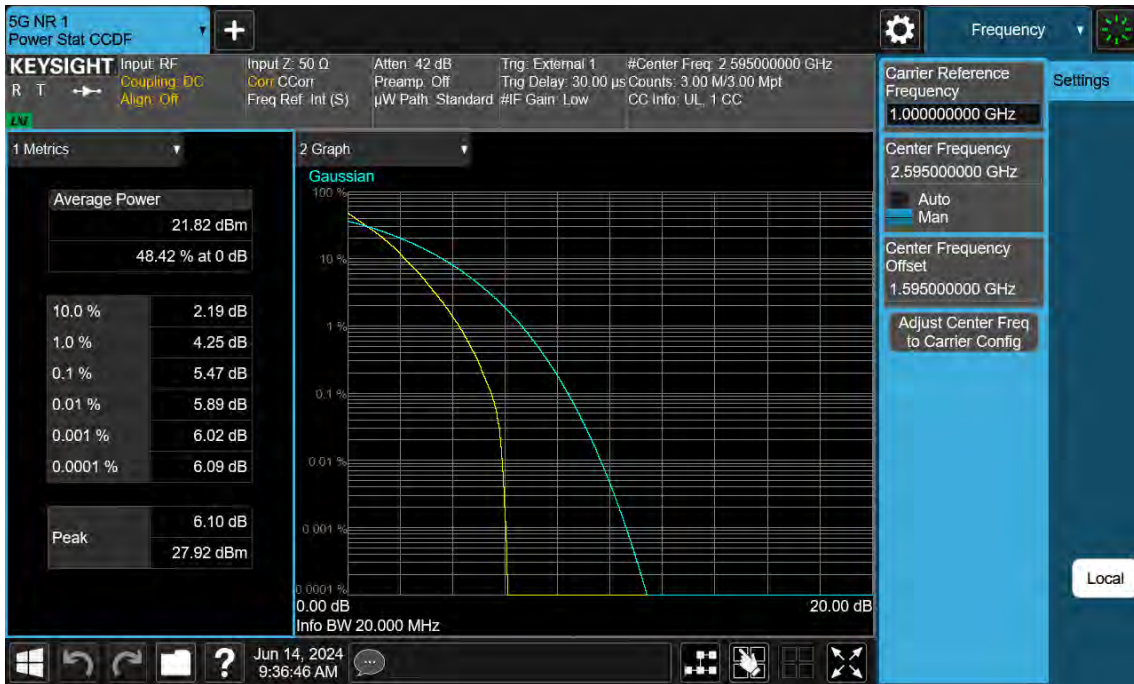 5G NR 1
Power Stat CCDF
Frequency
KEYSIGHT
R T
LNI
Input: RF
Coupling: DC
Align: Off
Input Z: 50 Ω
Corr CCorr
Freq Ref: Int (S)
Atten: 42 dB
Preamp: Off
µW Path: Standard
Trig: External 1
Trig Delay: 30.00 µs
#IF Gain: Low
#Center Freq: 2.595000000 GHz
Counts: 3.00 M/3.00 Mpt
CC Info: UL, 1 CC
1 Metrics
Average Power
21.82 dBm
48.42 % at 0 dB
10.0 % 2.19 dB
1.0 % 4.25 dB
0.1 % 5.47 dB
0.01 % 5.89 dB
0.001 % 6.02 dB
0.0001 % 6.09 dB
Peak
6.10 dB
27.92 dBm
2 Graph
Gaussian
100 %
10 %
1 %
0.1 %
0.01 %
0.001 %
0.0001 %
0.00 dB 20.00 dB
Info BW 20.000 MHz
Carrier Reference
Frequency
1.000000000 GHz
Center Frequency
2.595000000 GHz
Auto
Man
Center Frequency
Offset
1.595000000 GHz
Adjust Center Freq
to Carrier Config
Settings
Local
?
Jun 14, 2024
9:36:46 AM